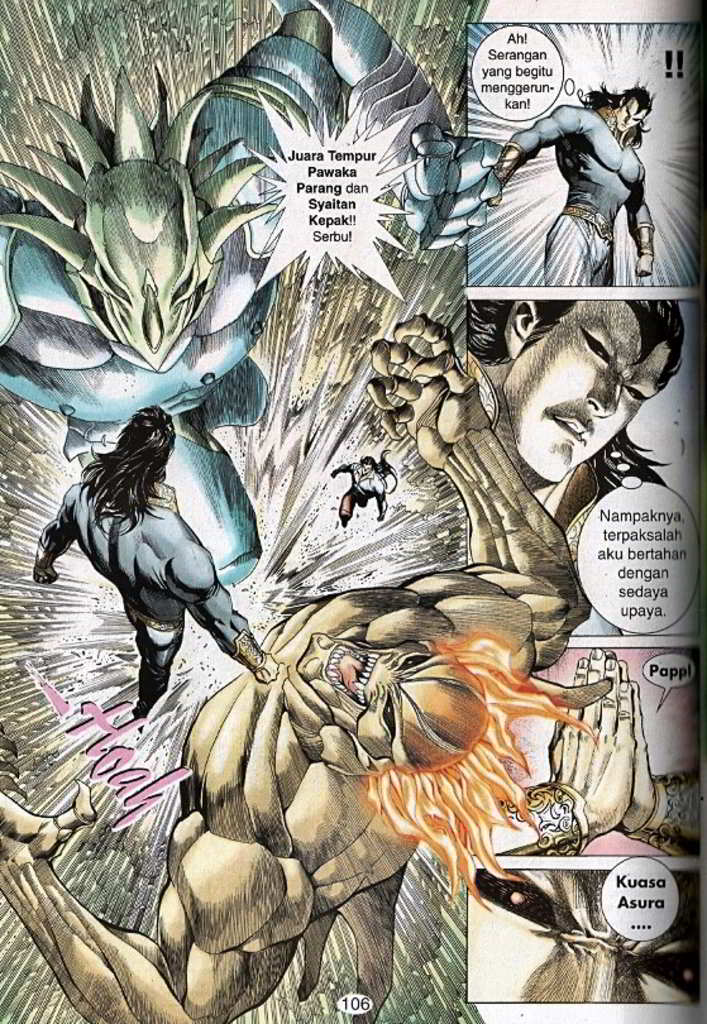 Juara Tempur
Pawaka
Parang dan
Syaitan
Kepak!!
Serbu!
Hoah
Ah!
Serangan
yang begitu
menggerun-
kan!
!!
Nampaknya,
terpaksalah
aku bertahan
dengan
sedaya
upaya.
Papp!
Kuasa
Asura
....
106